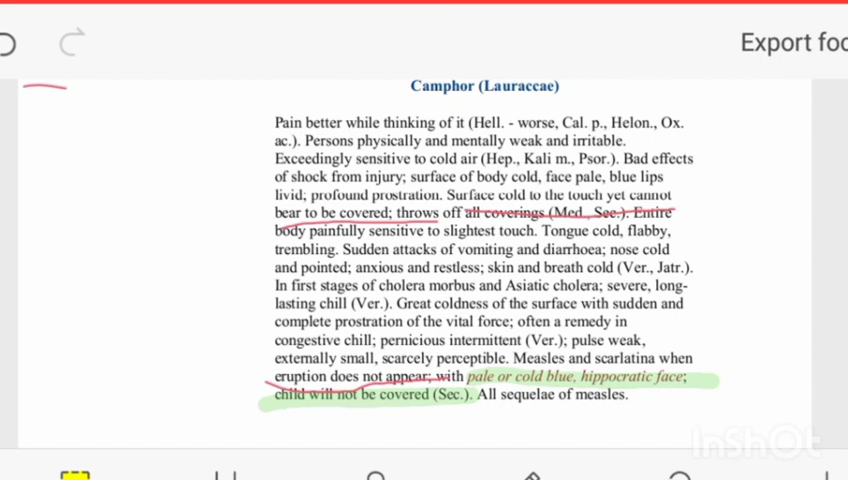 Export foc
Camphor (Lauraccae)
Pain better while thinking of it (Hell. - worse, Cal. p., Helon., Ox.
ac.). Persons physically and mentally weak and irritable.
Exceedingly sensitive to cold air (Hep., Kali m., Psor.). Bad effects
of shock from injury; surface of body cold, face pale, blue lips
livid; profound prostration. Surface cold to the touch yet cannot
bear to be covered; throws off all coverings (Med., Sec.). Entire
body painfully sensitive to slightest touch. Tongue cold, flabby,
trembling. Sudden attacks of vomiting and diarrhoea; nose cold
and pointed; anxious and restless; skin and breath cold (Ver., Jatr.).
In first stages of cholera morbus and Asiatic cholera; severe, long-
lasting chill (Ver.). Great coldness of the surface with sudden and
complete prostration of the vital force; often a remedy in
congestive chill; pernicious intermittent (Ver.); pulse weak,
externally small, scarcely perceptible. Measles and scarlatina when
eruption does not appear; with pale or cold blue, hippocratic face;
child will not be covered (Sec.). All sequelae of measles.
InShOt